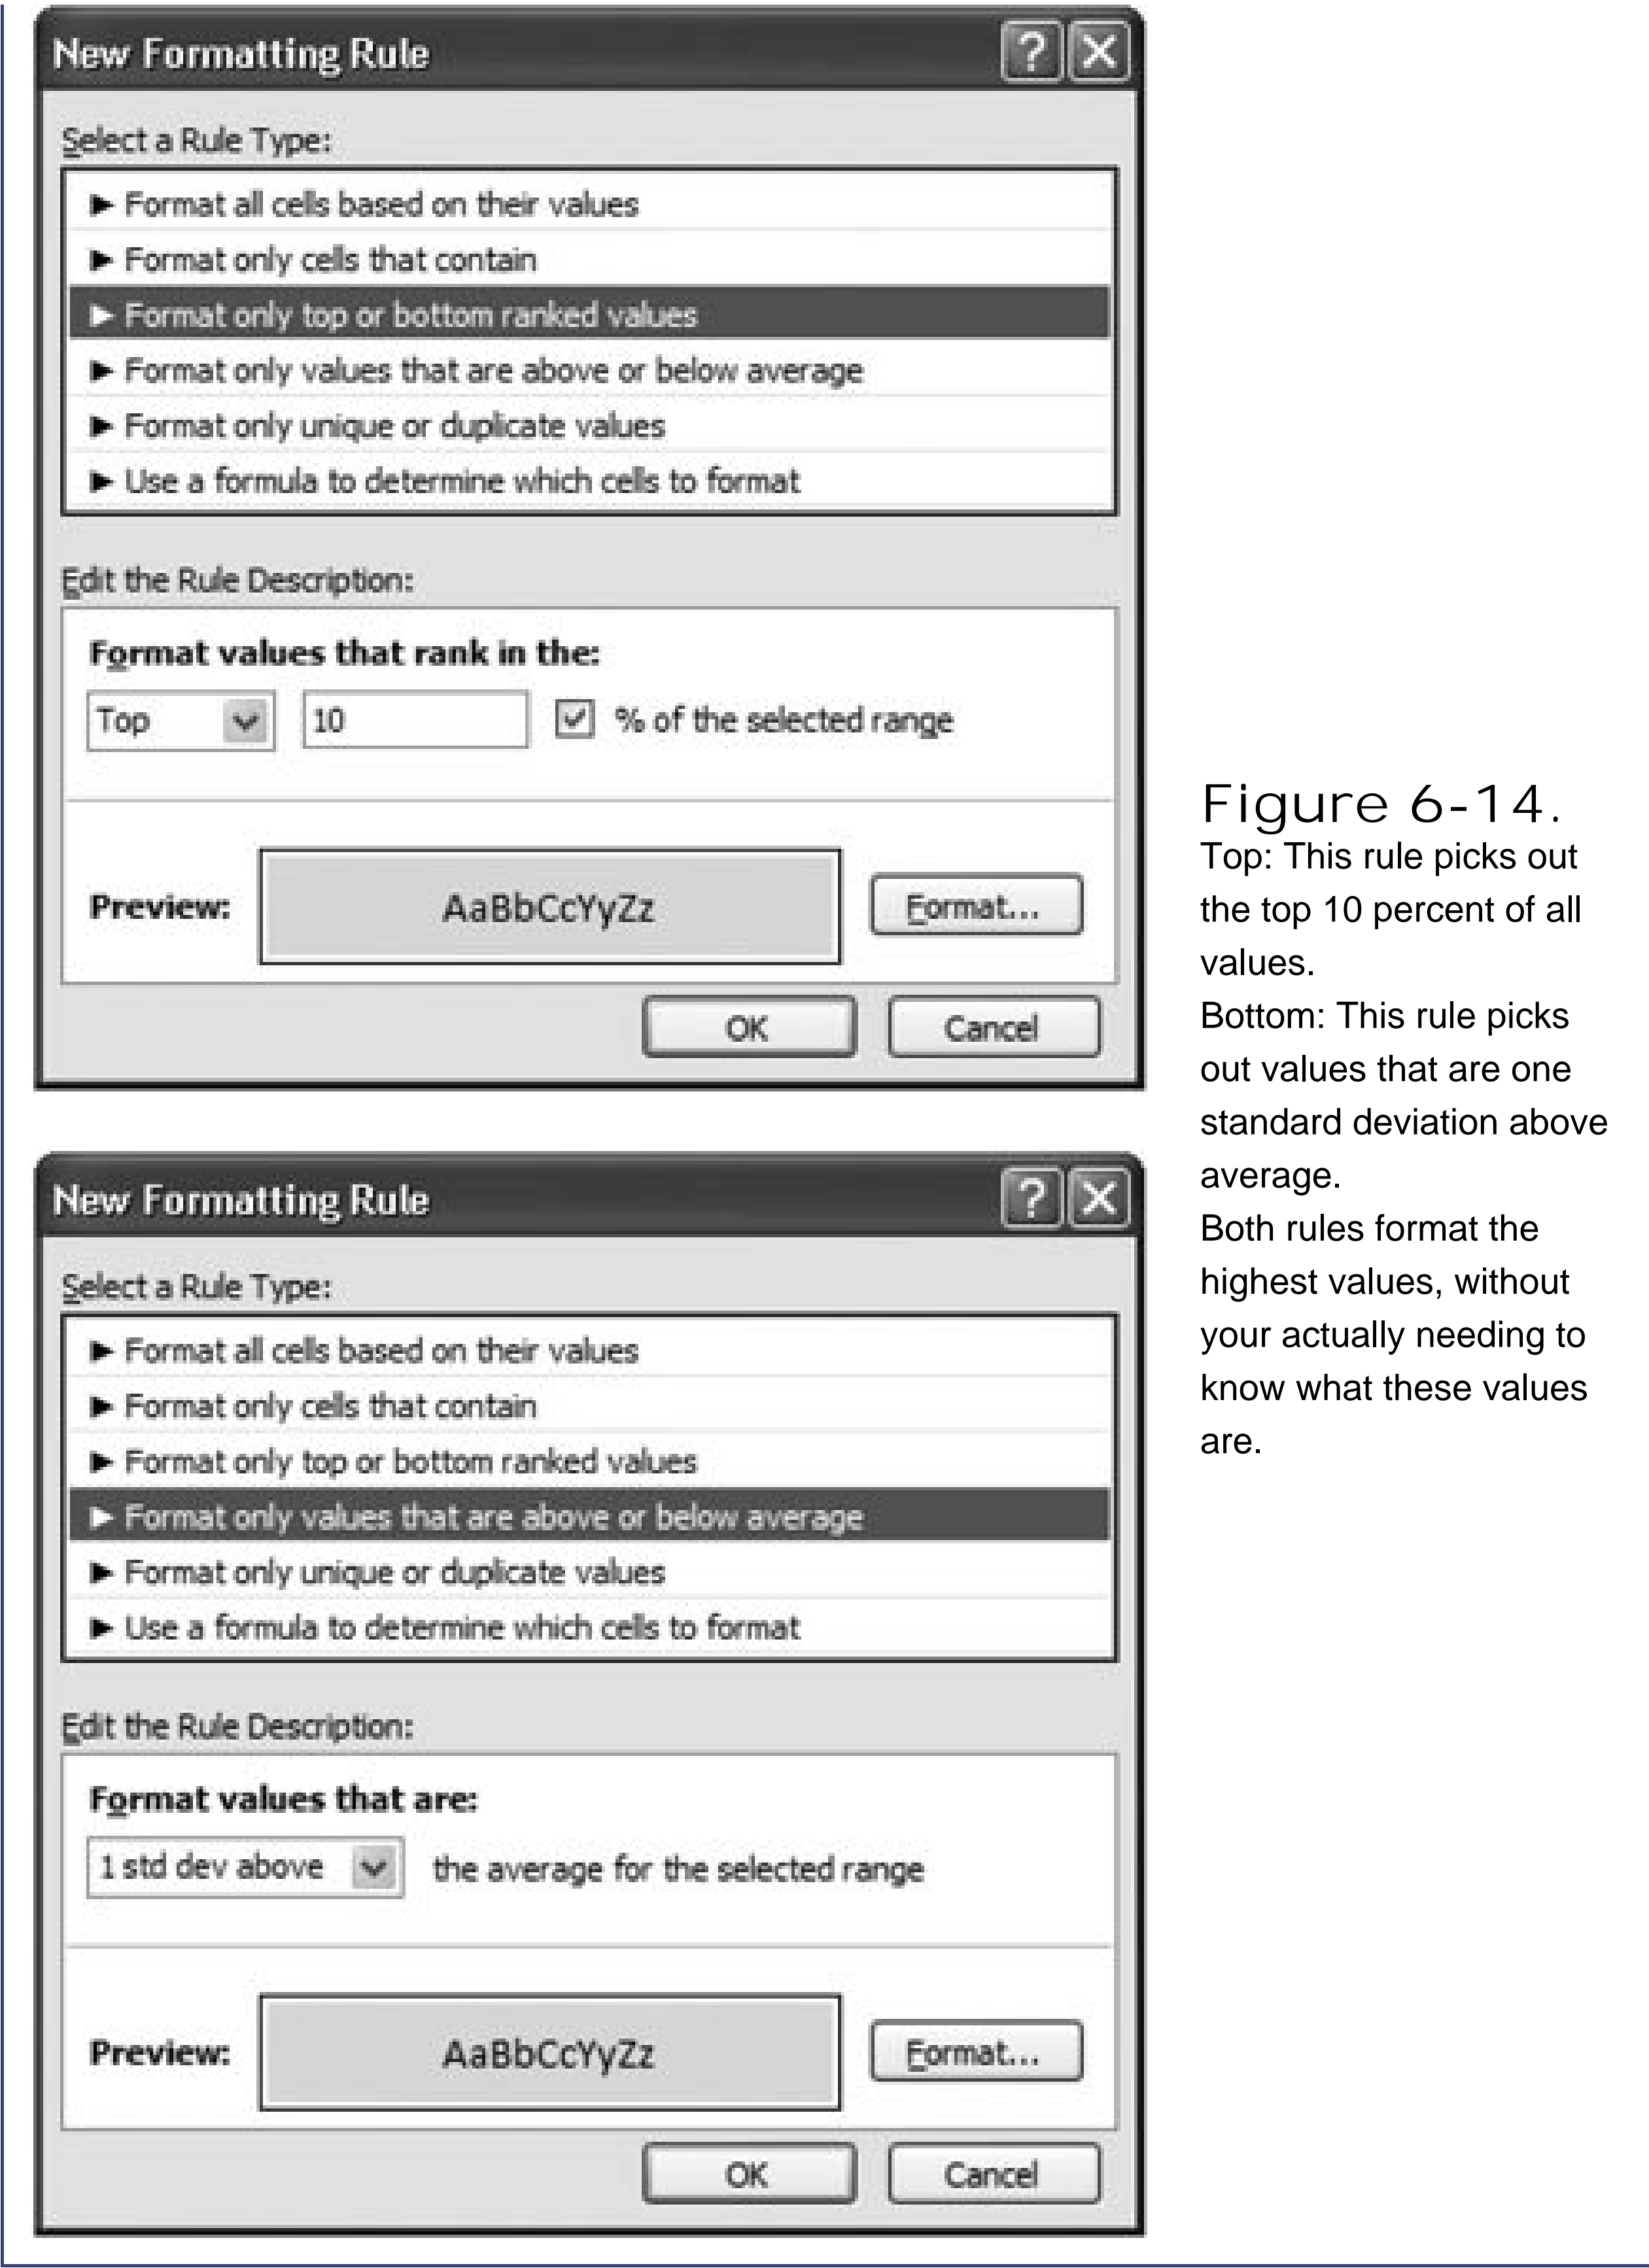 New Formatting Rule
Select a Rule Type:
► Format all cells based on their values
► Format only cells that contain
► Format only top or bottom ranked values
► Format only values that are above or below average
► Format only unique or duplicate values
► Use a formula to determine which cells to format
Edit the Rule Description:
Format values that rank in the:
Top 10 % of the selected range
Preview: AaBbCcYyZz Format...
OK Cancel
New Formatting Rule
Select a Rule Type:
► Format all cells based on their values
► Format only cells that contain
► Format only top or bottom ranked values
► Format only values that are above or below average
► Format only unique or duplicate values
► Use a formula to determine which cells to format
Edit the Rule Description:
Format values that are:
1 std dev above the average for the selected range
Preview: AaBbCcYyZz Format...
OK Cancel
Figure 6-14.
Top: This rule picks out
the top 10 percent of all
values.
Bottom: This rule picks
out values that are one
standard deviation above
average.
Both rules format the
highest values, without
your actually needing to
know what these values
are.